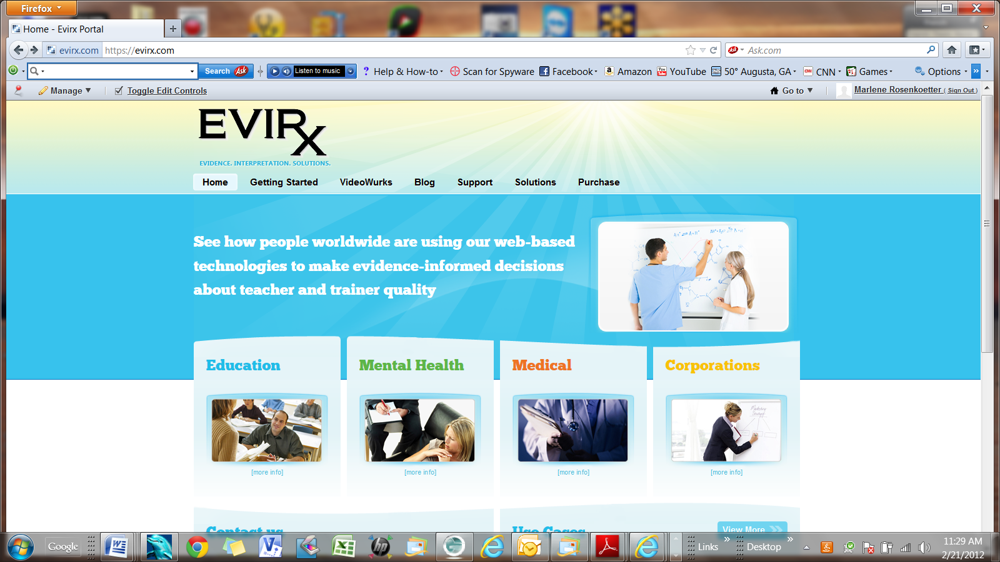 Firefox
Home - Evirx Portal
evirx.com https://evirx.com
Ask Ask.com
Search Ask
Listen to music
? Help & How-to
Scan for Spyware
Facebook
Amazon
YouTube
50° Augusta, GA
CNN
Games
Options
Manage
Toggle Edit Controls
Go to
Marlene Rosenkoetter ( Sign Out )
EVIRx
EVIDENCE. INTERPRETATION. SOLUTIONS.
Home Getting Started VideoWurks Blog Support Solutions Purchase
See how people worldwide are using our web-based
technologies to make evidence-informed decisions
about teacher and trainer quality
Education
Mental Health
Medical
Corporations
Marketing
Strategy
[more info]
[more info]
[more info]
[more info]
Contact us
Use Cases
View More
Google
Links
Desktop
11:29 AM
2/21/2012